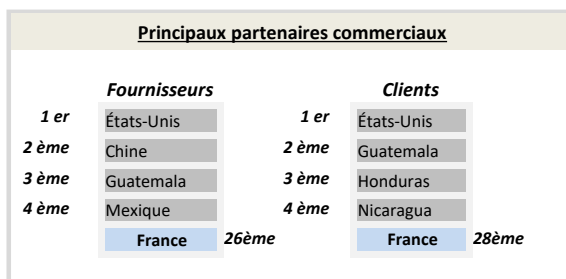 Principaux partenaires commerciaux
Fournisseurs Clients
1 er États-Unis 1 er États-Unis
2 ème Chine 2 ème Guatemala
3 ème Guatemala 3 ème Honduras
4 ème Mexique 4 ème Nicaragua
France 26ème France 28ème